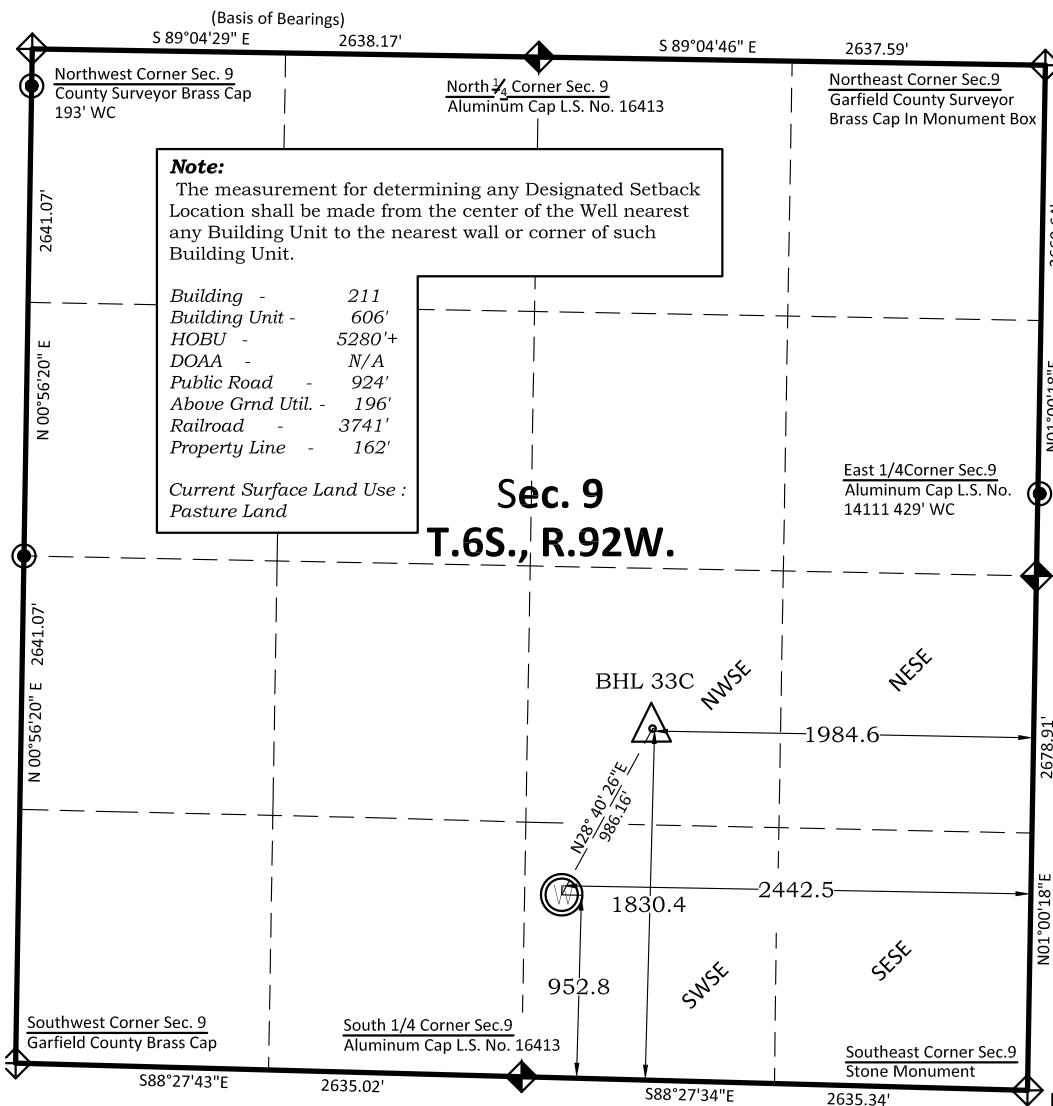 (Basis of Bearings)
S 89°04'29" E 2638.17'
S 89°04'46" E 2637.59'
Northwest Corner Sec. 9
County Surveyor Brass Cap
193' WC
North 1/4 Corner Sec. 9
Aluminum Cap L.S. No. 16413
Northeast Corner Sec.9
Garfield County Surveyor
Brass Cap In Monument Box
Note:
The measurement for determining any Designated Setback
Location shall be made from the center of the Well nearest
any Building Unit to the nearest wall or corner of such
Building Unit.
Building - 211
Building Unit - 606'
HOBU - 5280'+
DOAA - N/A
Public Road - 924'
Above Grnd Util. - 196'
Railroad - 3741'
Property Line - 162'
Current Surface Land Use :
Pasture Land
2641.07'
N 00°56'20" E
N01°00'18"E
East 1/4Corner Sec.9
Aluminum Cap L.S. No.
14111 429' WC
Sec. 9
T.6S., R.92W.
N 00°56'20" E 2641.07'
BHL 33C
NWSE
NESE
1984.6
2678.91'
N28° 40' 26"E
986.16'
W
2442.5
1830.4
N01°00'18"E
952.8
SWSE
SESE
Southwest Corner Sec. 9
Garfield County Brass Cap
South 1/4 Corner Sec.9
Aluminum Cap L.S. No. 16413
Southeast Corner Sec.9
Stone Monument
S88°27'43"E 2635.02'
S88°27'34"E 2635.34'